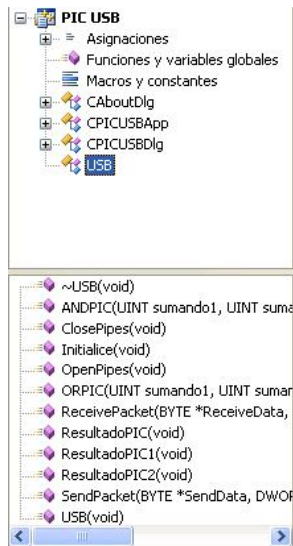 PIC USB
Asignaciones
Funciones y variables globales
Macros y constantes
CAboutDlg
CPICUSBApp
CPICUSBDlg
USB
~USB(void)
ANDPIC(UINT sumando1, UINT suma
ClosePipes(void)
Initialice(void)
OpenPipes(void)
ORPIC(UINT sumando1, UINT sumar
ReceivePacket(BYTE *ReceiveData,
ResultadoPIC(void)
ResultadoPIC1(void)
ResultadoPIC2(void)
SendPacket(BYTE *SendData, DWOR
USB(void)